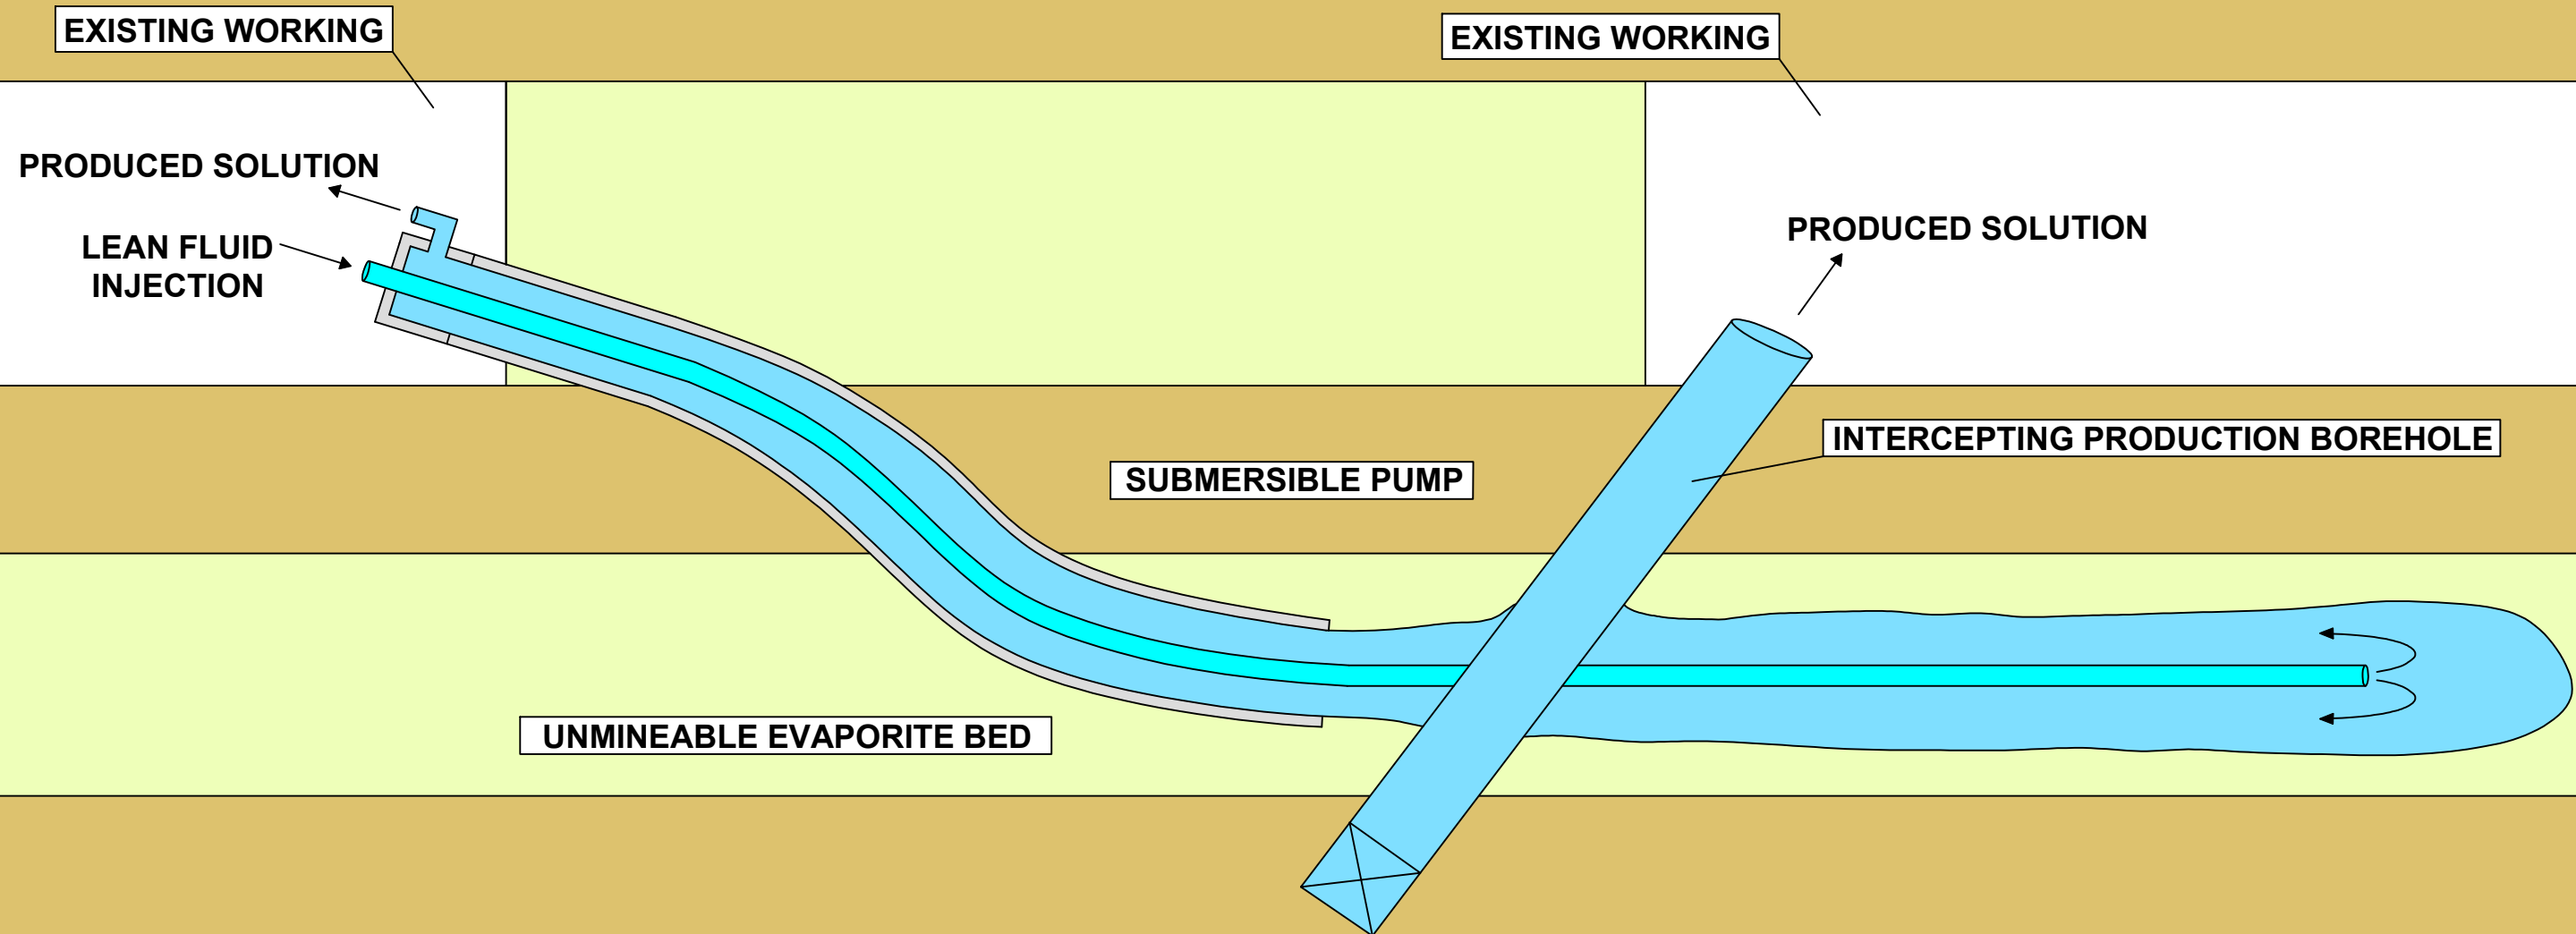 EXISTING WORKING
EXISTING WORKING
PRODUCED SOLUTION
LEAN FLUID
INJECTION
PRODUCED SOLUTION
INTERCEPTING PRODUCTION BOREHOLE
SUBMERSIBLE PUMP
UNMINEABLE EVAPORITE BED